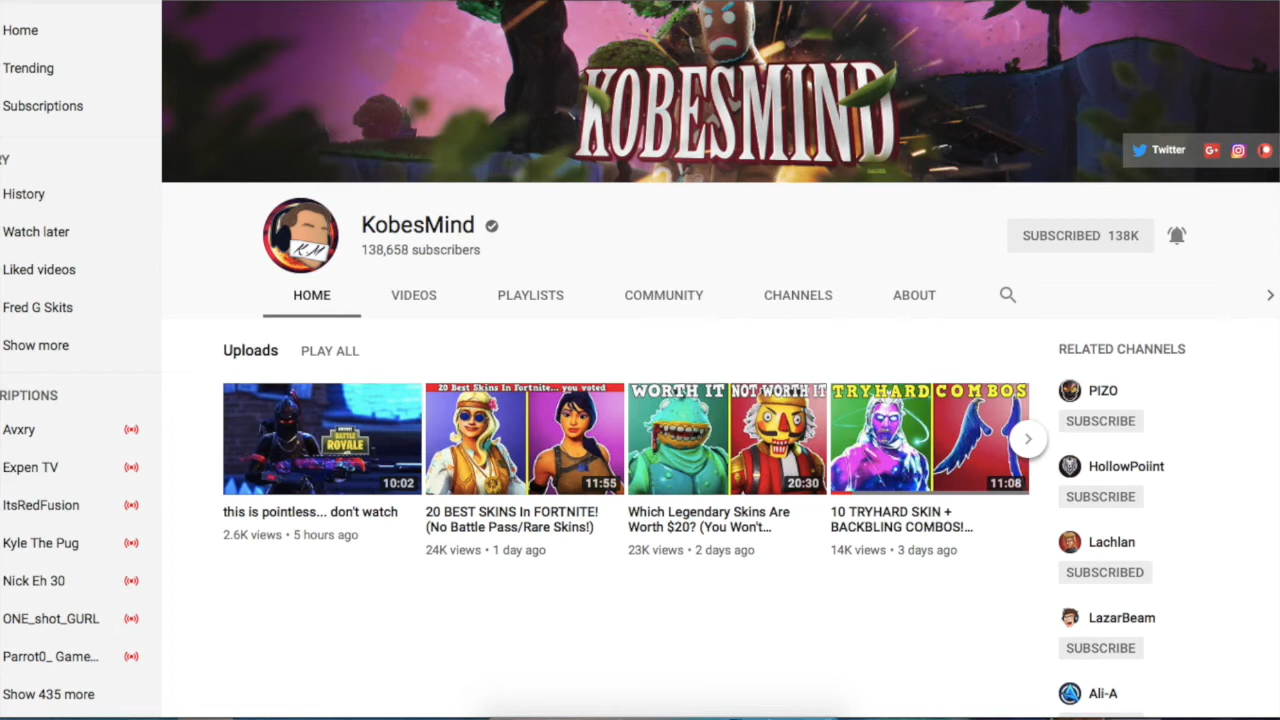 Home
Trending
Subscriptions
RY
History
Watch later
Liked videos
Fred G Skits
Show more
RIPTIONS
Avxry
Expen TV
ItsRedFusion
Kyle The Pug
Nick Eh 30
ONE_shot_GURL
Parrot0_ Game...
Show 435 more
KOBESMIND
Twitter
G+
K.M
KobesMind
138,658 subscribers
SUBSCRIBED 138K
HOME VIDEOS PLAYLISTS COMMUNITY CHANNELS ABOUT
Uploads PLAY ALL
BATTLE
ROYALE
10:02
this is pointless... don't watch
2.6K views • 5 hours ago
20 Best Skins In Fortnite... you voted
11:55
20 BEST SKINS In FORTNITE!
(No Battle Pass/Rare Skins!)
24K views • 1 day ago
WORTH IT NOT WORTH IT
20:30
Which Legendary Skins Are
Worth $20? (You Won't...
23K views • 2 days ago
TRYHARD COMBOS
11:08
10 TRYHARD SKIN +
BACKBLING COMBOS!...
14K views • 3 days ago
RELATED CHANNELS
PIZO
SUBSCRIBE
HollowPoiint
SUBSCRIBE
Lachlan
SUBSCRIBED
LazarBeam
SUBSCRIBE
Ali-A